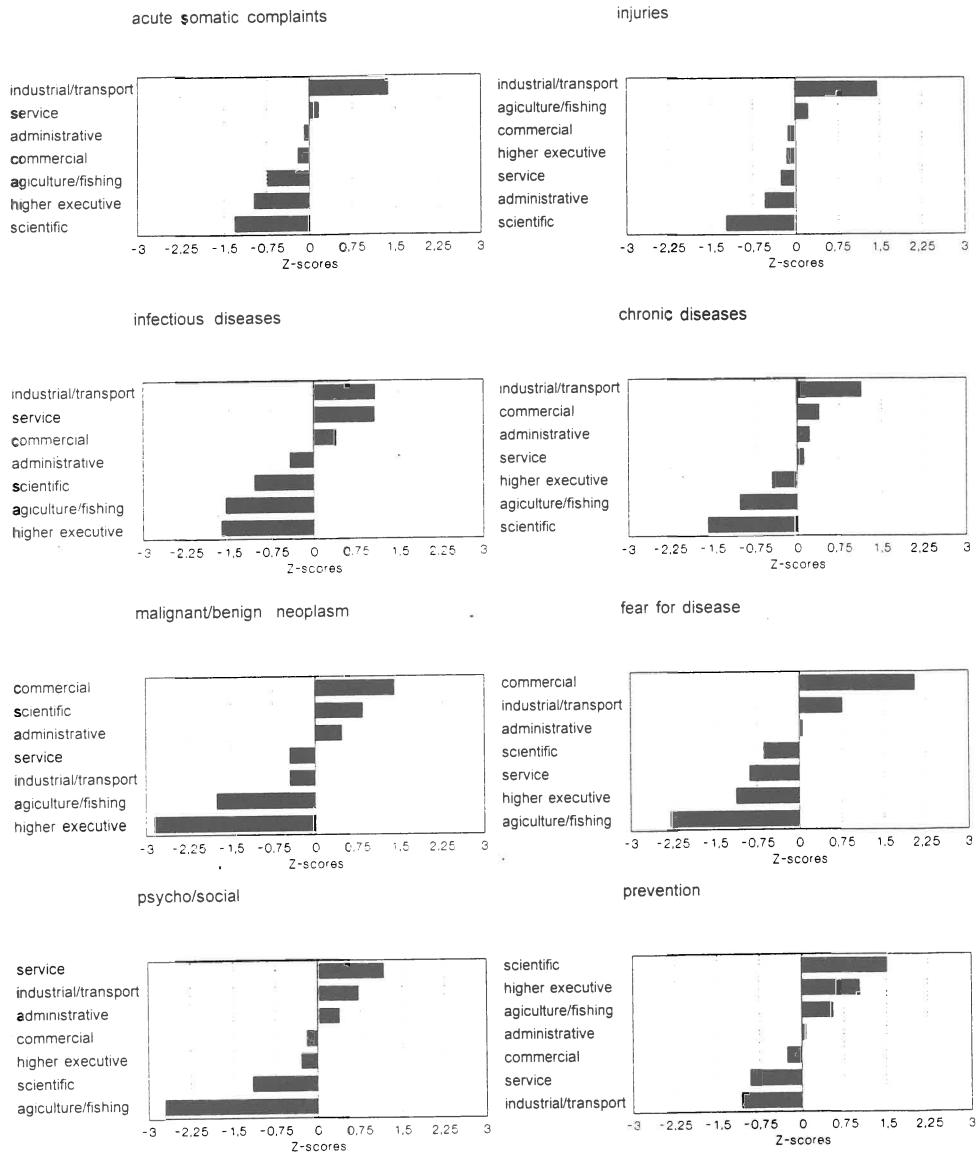 acute somatic complaints
industrial/transport
service
administrative
commercial
agiculture/fishing
higher executive
scientific
-3 -2,25 -1,5 -0,75 0 0,75 1,5 2,25 3
Z-scores
injuries
industrial/transport
agiculture/fishing
commercial
higher executive
service
administrative
scientific
-3 -2,25 -1,5 -0,75 0 0,75 1,5 2,25 3
Z-scores
infectious diseases
industrial/transport
service
commercial
administrative
scientific
agiculture/fishing
higher executive
-3 -2,25 -1,5 -0,75 0 0,75 1,5 2,25 3
Z-scores
chronic diseases
industrial/transport
commercial
administrative
service
higher executive
agiculture/fishing
scientific
-3 -2,25 -1,5 -0,75 0 0,75 1,5 2,25 3
Z-scores
malignant/benign neoplasm
commercial
scientific
administrative
service
industrial/transport
agiculture/fishing
higher executive
-3 -2,25 -1,5 -0,75 0 0,75 1,5 2,25 3
Z-scores
fear for disease
commercial
industrial/transport
administrative
scientific
service
higher executive
agiculture/fishing
-3 -2,25 -1,5 -0,75 0 0,75 1,5 2,25 3
Z-scores
psycho/social
service
industrial/transport
administrative
commercial
higher executive
scientific
agiculture/fishing
-3 -2,25 -1,5 -0,75 0 0,75 1,5 2,25 3
Z-scores
prevention
scientific
higher executive
agiculture/fishing
administrative
commercial
service
industrial/transport
-3 -2,25 -1,5 -0,75 0 0,75 1,5 2,25 3
Z-scores